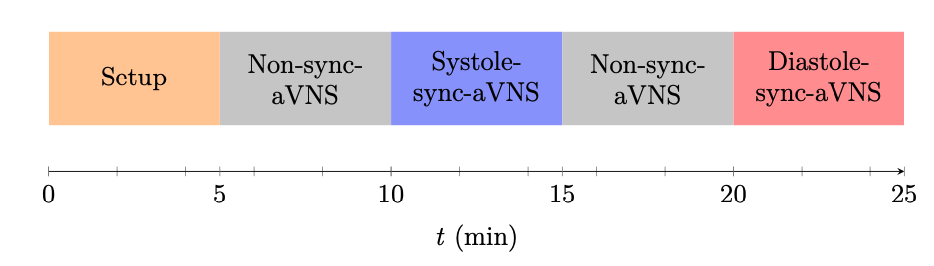 Setup
Non-sync-
aVNS
Systole-
sync-aVNS
Non-sync-
aVNS
Diastole-
sync-aVNS
0 5 10 15 20 25
t (min)